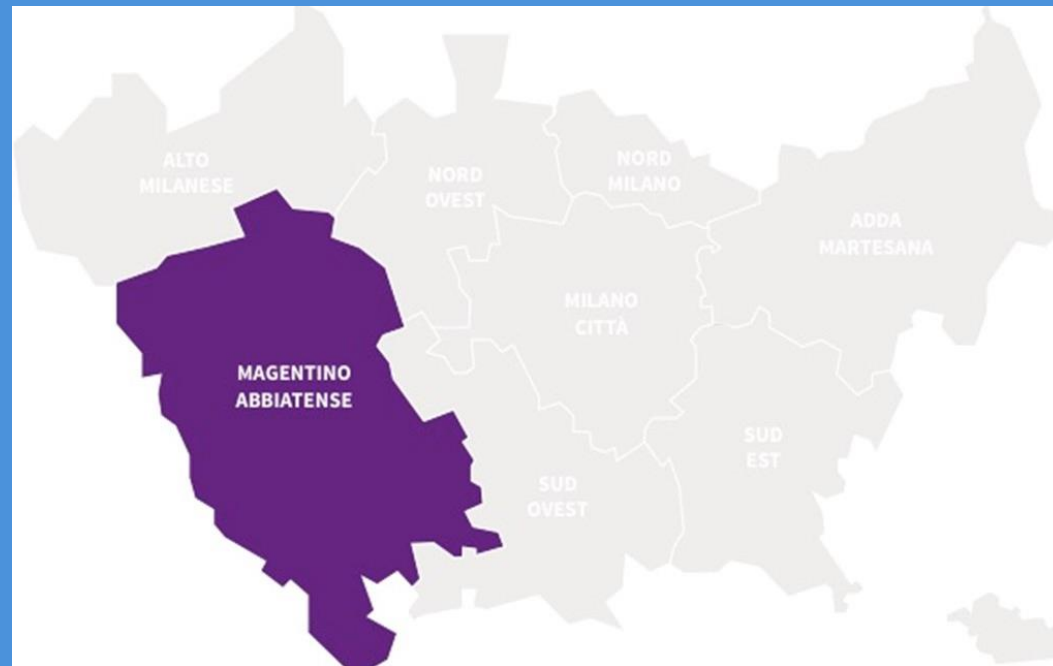 ALTO
MILANESE
NORD
OVEST
NORD
MILANO
ADDA
MARTESANA
MILANO
CITTÀ
MAGENTINO
ABBIATENSE
SUD
OVEST
SUD
EST